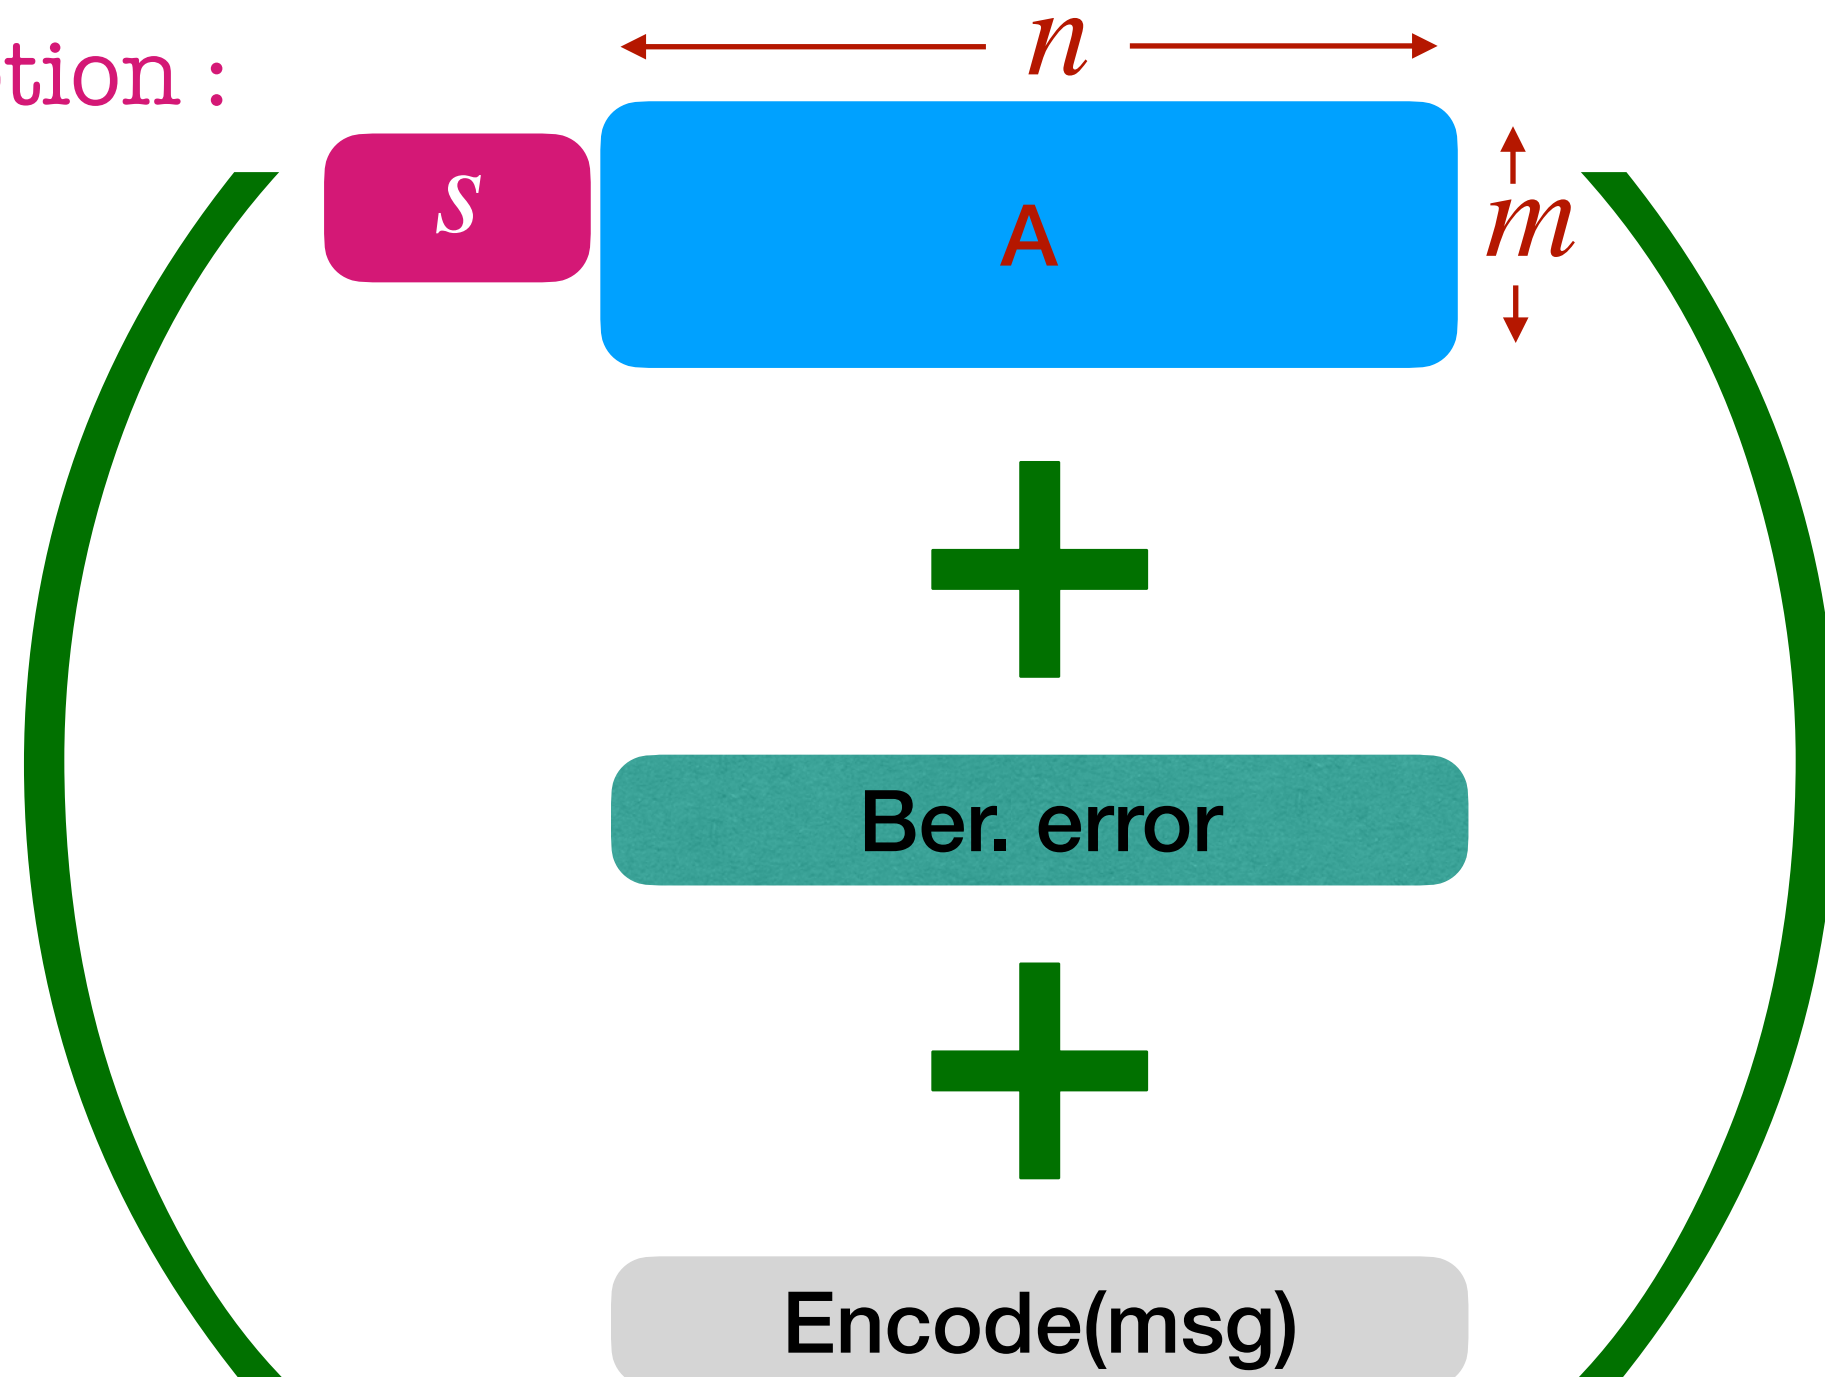 n
tion :
s
A
m
Ber. error
Encode(msg)